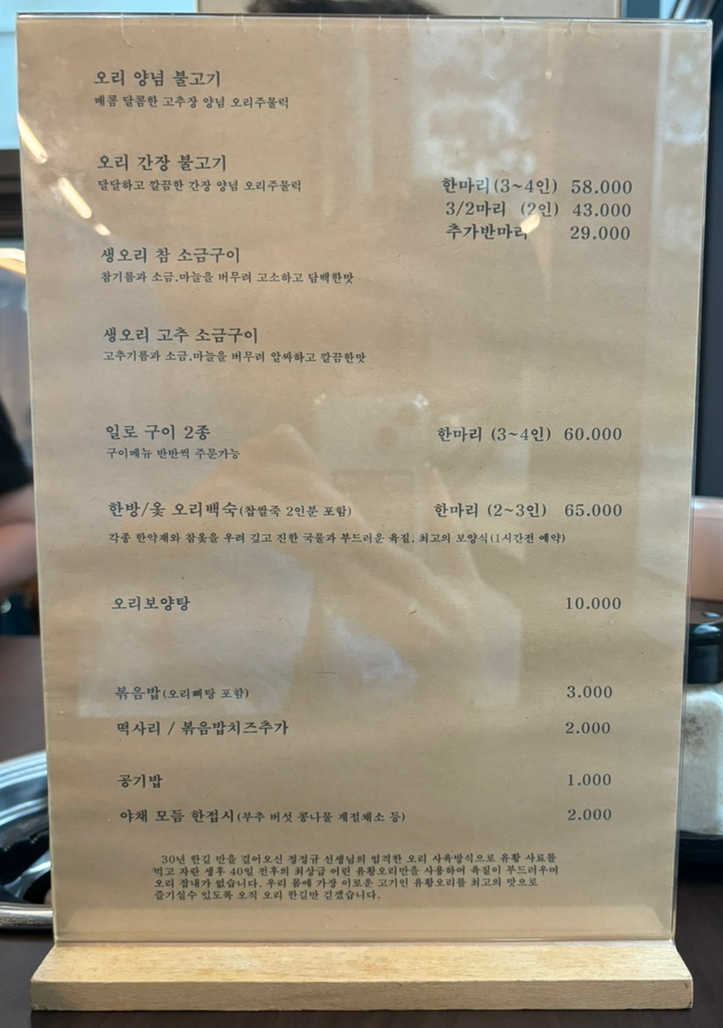 오리 양념 불고기
매콤 달콤한 고추장 양념 오리주물럭
오리 간장 불고기
달달하고 깔끔한 간장 양념 오리주물럭
한마리(3~4인) 58.000
3/2마리 (2인) 43.000
추가반마리 29.000
생오리 참 소금구이
참기름과 소금.마늘을 버무려 고소하고 담백한맛
생오리 고추 소금구이
고추기름과 소금.마늘을 버무려 알싸하고 깔끔한맛
일로 구이 2종 한마리 (3~4인) 60.000
구이메뉴 반반씩 주문가능
한방/옻 오리백숙(찹쌀죽 2인분 포함) 한마리 (2~3인) 65.000
각종 한약재와 참옻을 우려 깊고 진한 국물과 부드러운 육질. 최고의 보양식(1시간전 예약)
오리보양탕 10.000
볶음밥(오리뼈탕 포함) 3.000
떡사리 / 볶음밥치즈추가 2.000
공기밥 1.000
야채 모듬 한접시(부추 버섯 콩나물 계절채소 등) 2.000
30년 한길 만을 걸어오신 정정규 선생님의 엄격한 오리 사육방식으로 유황 사료를
먹고 자란 생후 40일 전후의 최상급 어린 유황오리만을 사용하여 육질이 부드러우며
오리 잡내가 없습니다. 우리 몸에 가장 이로운 고기인 유황오리를 최고의 맛으로
즐기실수 있도록 오직 오리 한길만 걷겠습니다.